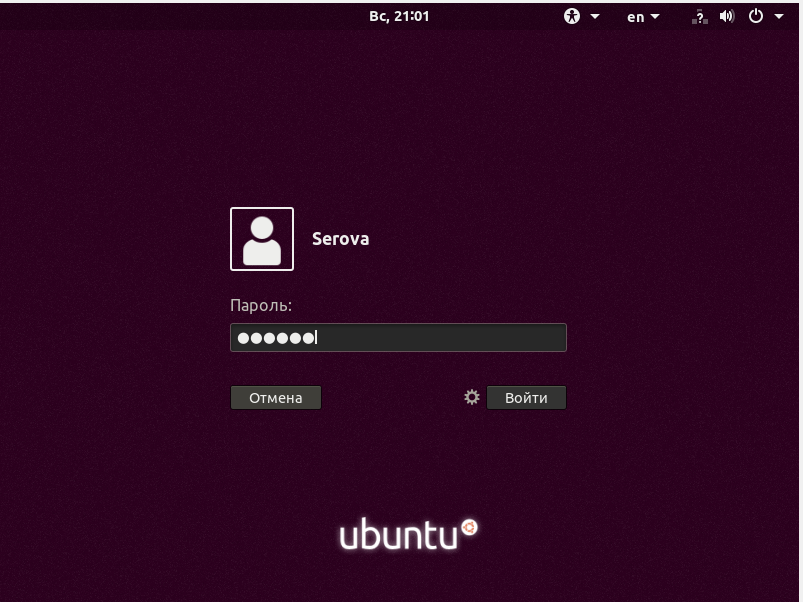 Вс, 21:01
en
Serova
Пароль:
Отмена
Войти
ubuntu